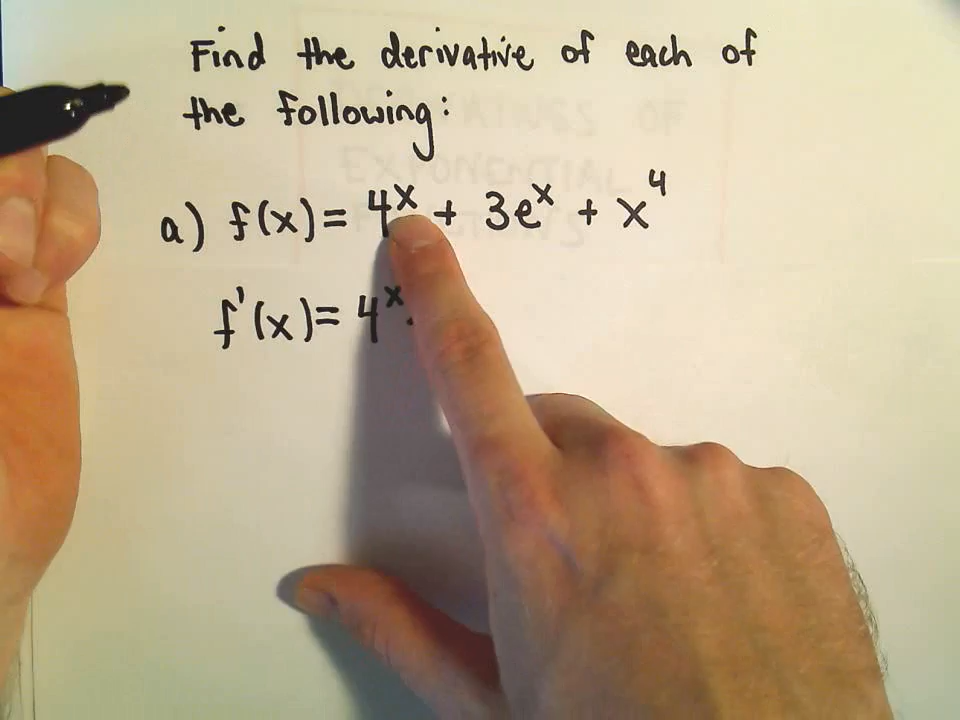 Find the derivative of each of
the following:
a) f(x) = 4^x + 3e^x + x^4
f'(x) = 4^x ·